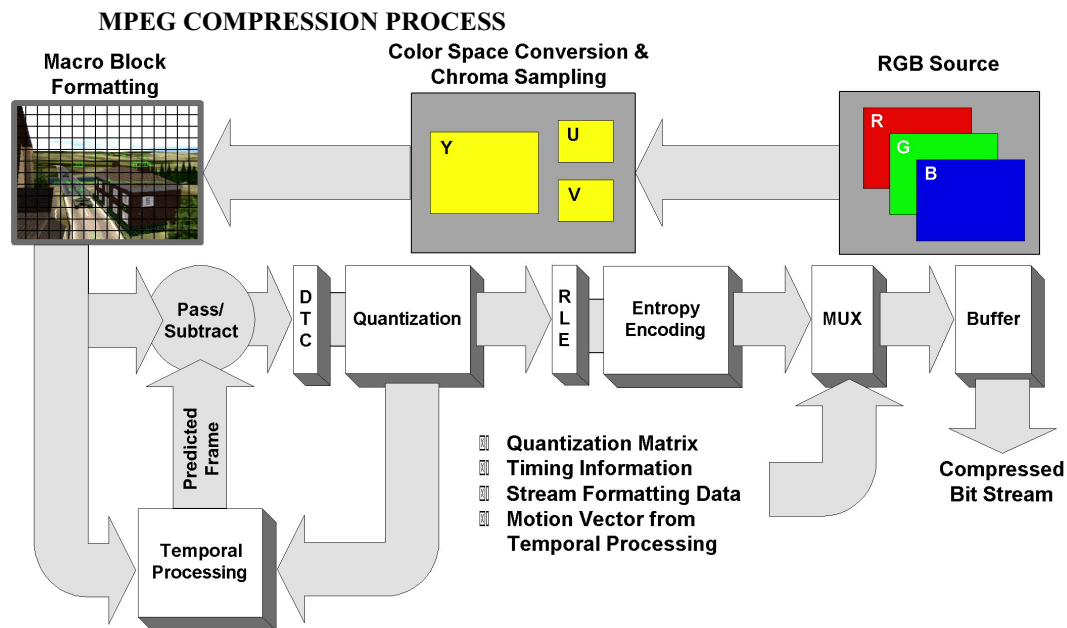 MPEG COMPRESSION PROCESS
Macro Block
Formatting
Color Space Conversion &
Chroma Sampling
RGB Source
Y
U
V
R
G
B
Pass/
Subtract
D
T
C
Quantization
R
L
E
Entropy
Encoding
MUX
Buffer
Predicted
Frame
Quantization Matrix
Timing Information
Stream Formatting Data
Motion Vector from
Temporal Processing
Compressed
Bit Stream
Temporal
Processing